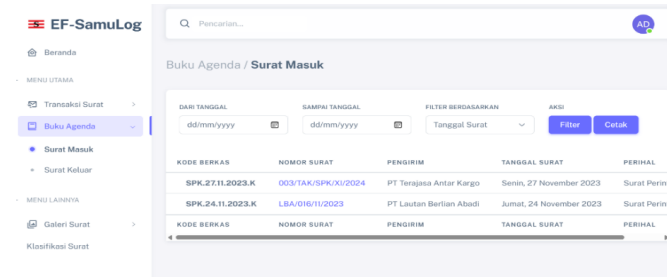 EF-SamuLog
Pencarian...
AD
Beranda
Buku Agenda / Surat Masuk
MENU UTAMA
Transaksi Surat
Buku Agenda
Surat Masuk
Surat Keluar
MENU LAINNYA
Galeri Surat
Klasifikasi Surat
DARI TANGGAL SAMPAI TANGGAL FILTER BERDASARKAN AKSI
dd/mm/yyyy dd/mm/yyyy Tanggal Surat Filter Cetak
KODE BERKAS NOMOR SURAT PENGIRIM TANGGAL SURAT PERIHAL
SPK.27.11.2023.K 003/TAK/SPK/XI/2024 PT Terajasa Antar Kargo Senin, 27 November 2023 Surat Perin
SPK.24.11.2023.K LBA/016/11/2023 PT Lautan Berlian Abadi Jumat, 24 November 2023 Surat Perin
KODE BERKAS NOMOR SURAT PENGIRIM TANGGAL SURAT PERIHAL